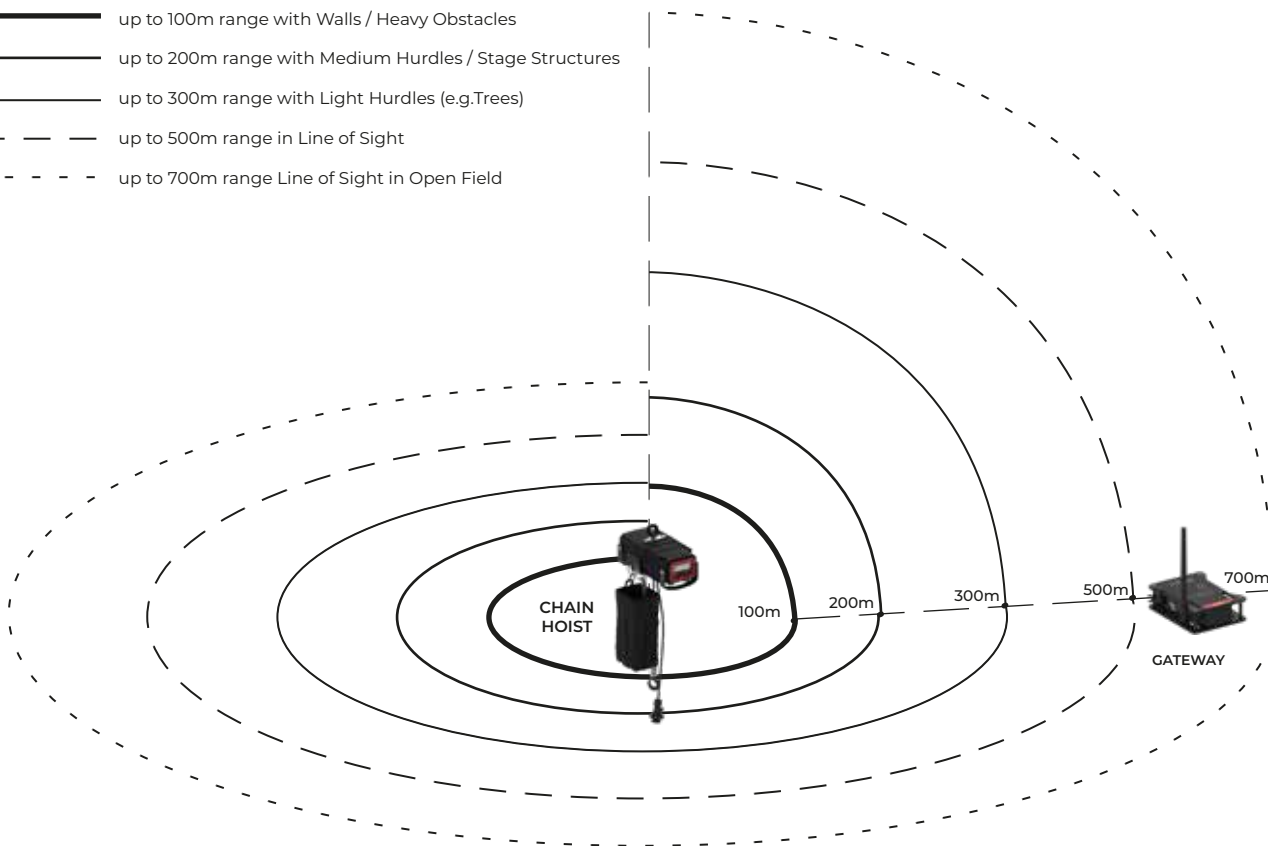 up to 100m range with Walls / Heavy Obstacles
up to 200m range with Medium Hurdles / Stage Structures
up to 300m range with Light Hurdles (e.g.Trees)
up to 500m range in Line of Sight
up to 700m range Line of Sight in Open Field
CHAIN
HOIST
100m
200m
300m
500m
700m
GATEWAY